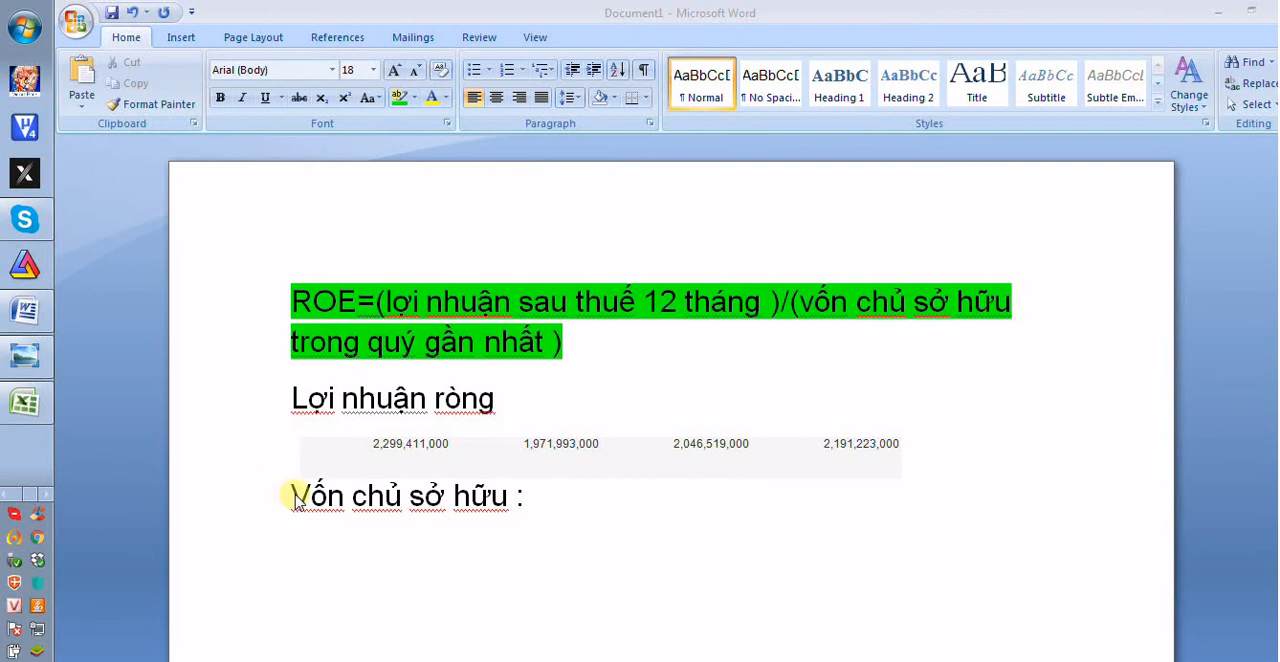 Document1 - Microsoft Word
Home Insert Page Layout References Mailings Review View
Paste
Cut
Copy
Format Painter
Clipboard
Arial (Body) 18
Font
Paragraph
AaBbCcD AaBbCcD AaBbC AaBbCc AaB AaBbCcL AaBbCcL
¶ Normal ¶ No Spaci... Heading 1 Heading 2 Title Subtitle Subtle Em...
Change
Styles
Styles
Find
Replace
Select
Editing
ROE=(lợi nhuận sau thuế 12 tháng )/(vốn chủ sở hữu
trong quý gần nhất )
Lợi nhuận ròng
2,299,411,000 1,971,993,000 2,046,519,000 2,191,223,000
Vốn chủ sở hữu :